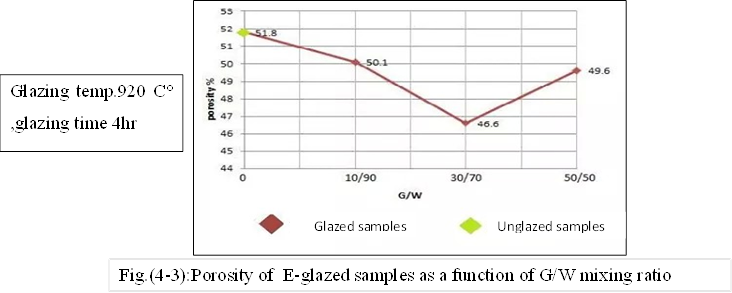 Glazing temp.920 C°
,glazing time 4hr
53
52
51
50
49
48
47
46
45
44
porosity%
51.8
50.1
46.6
49.6
0 10/90 30/70 50/50
G/W
Glazed samples Unglazed samples
Fig.(4-3):Porosity of E-glazed samples as a function of G/W mixing ratio